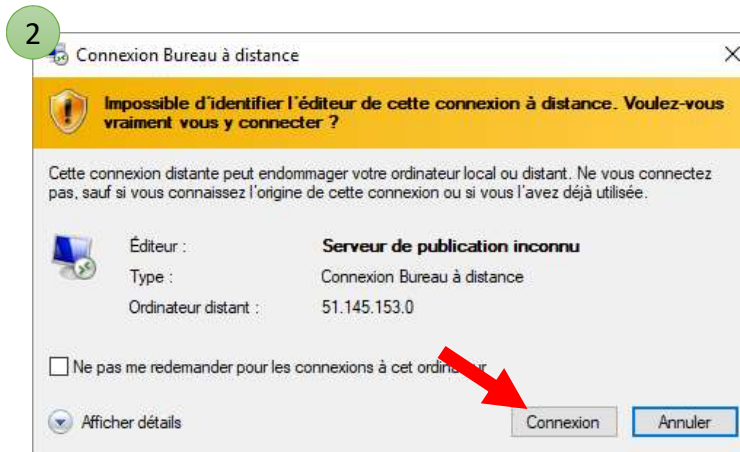 2
Connexion Bureau à distance
Impossible d'identifier l'éditeur de cette connexion à distance. Voulez-vous
vraiment vous y connecter ?
Cette connexion distante peut endommager votre ordinateur local ou distant. Ne vous connectez
pas, sauf si vous connaissez l'origine de cette connexion ou si vous l'avez déjà utilisée.
Éditeur : Serveur de publication inconnu
Type : Connexion Bureau à distance
Ordinateur distant : 51.145.153.0
Ne pas me redemander pour les connexions à cet ordinateur
Afficher détails Connexion Annuler